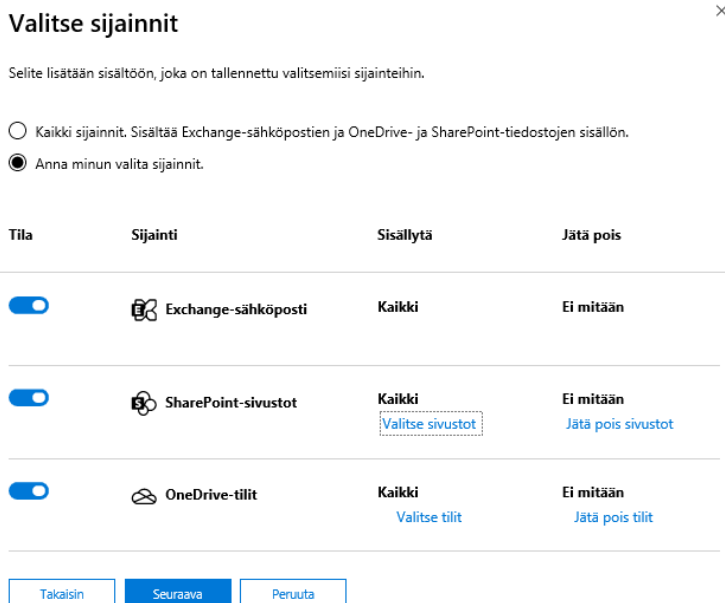 Valitse sijainnit
Selite lisätään sisältöön, joka on tallennettu valitsemiisi sijainteihin.
Kaikki sijainnit. Sisältää Exchange-sähköpostien ja OneDrive- ja SharePoint-tiedostojen sisällön.
Anna minun valita sijainnit.
Tila Sijainti Sisällytä Jätä pois
Exchange-sähköposti Kaikki Ei mitään
SharePoint-sivustot Kaikki Ei mitään
Valitse sivustot Jätä pois sivustot
OneDrive-tilit Kaikki Ei mitään
Valitse tilit Jätä pois tilit
Takaisin Seuraava Peruuta